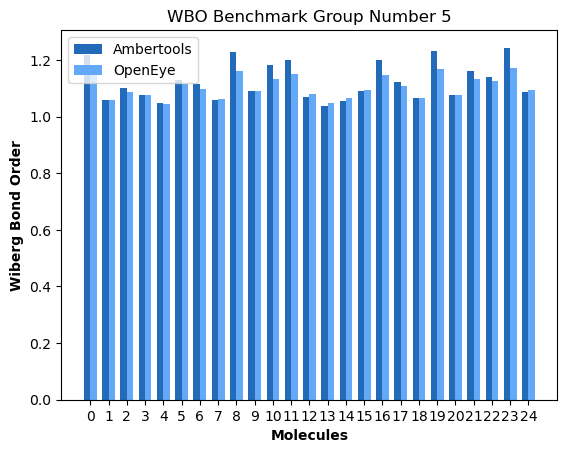 WBO Benchmark Group Number 5
Ambertools
OpenEye
Wiberg Bond Order
1.2
1.0
0.8
0.6
0.4
0.2
0.0
0 1 2 3 4 5 6 7 8 9 10 11 12 13 14 15 16 17 18 19 20 21 22 23 24
Molecules